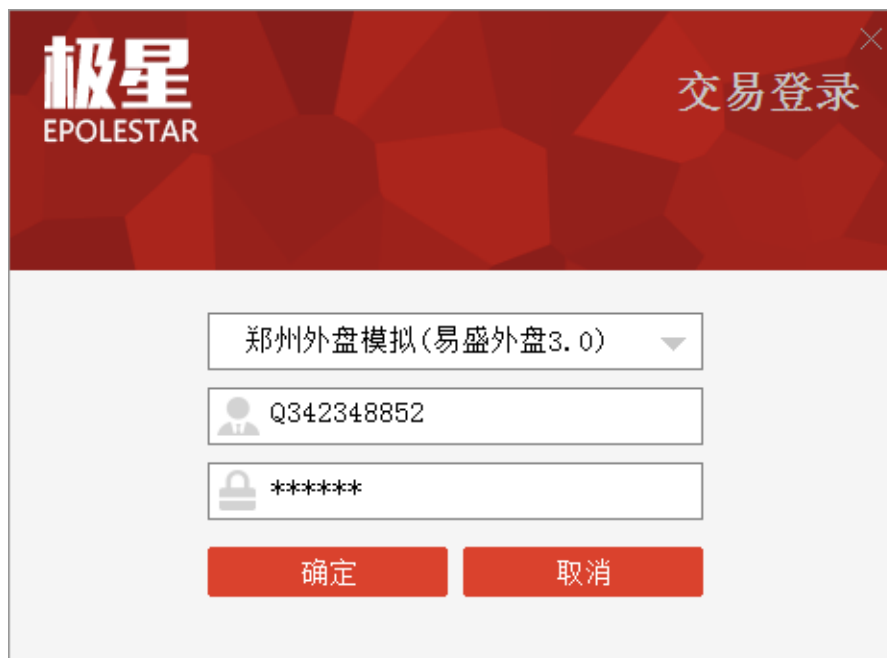 极星
EPOLESTAR
交易登录
郑州外盘模拟(易盛外盘3.0)
Q342348852
******
确定
取消